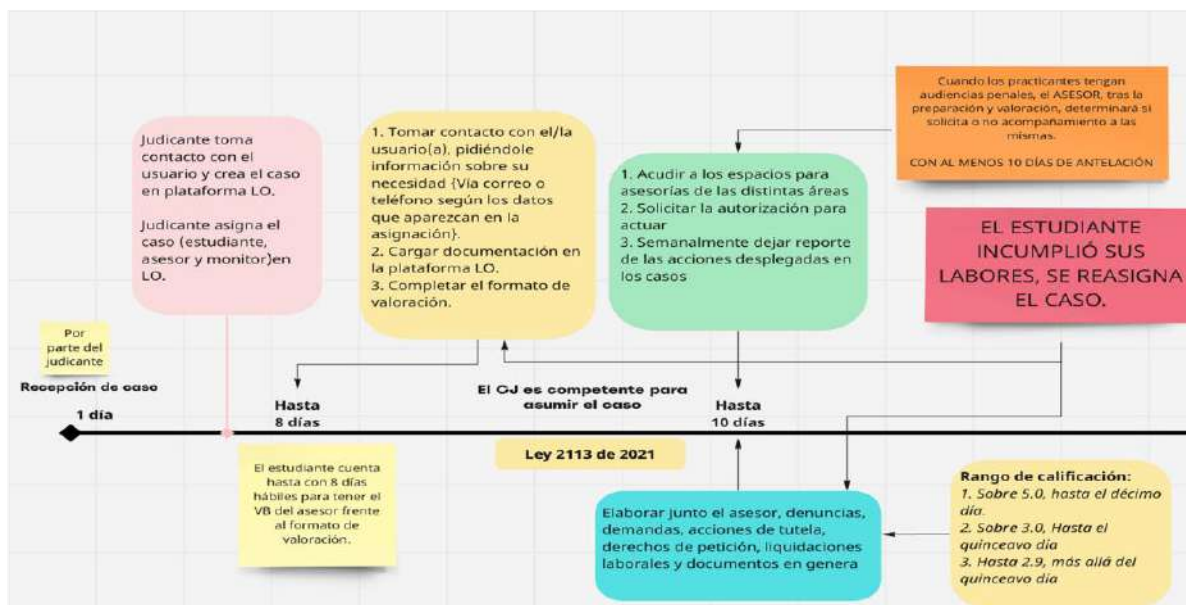 Cuando los practicantes tengan
audiencias penales, el ASESOR, tras la
preparación y valoración, determinará si
solicita o no acompañamiento a las
mismas.
CON AL MENOS 10 DÍAS DE ANTELACIÓN
Judicante toma
contacto con el
usuario y crea el caso
en plataforma LO.
Judicante asigna el
caso (estudiante,
asesor y monitor)en
LO.
1. Tomar contacto con el/la
usuario(a), pidiéndole
información sobre su
necesidad {Vía correo o
teléfono según los datos
que aparezcan en la
asignación}.
2. Cargar documentación en
la plataforma LO.
3. Completar el formato de
valoración.
1. Acudir a los espacios para
asesorías de las distintas áreas
2. Solicitar la autorización para
actuar
3. Semanalmente dejar reporte
de las acciones desplegadas en
los casos
EL ESTUDIANTE
INCUMPLIÓ SUS
LABORES, SE REASIGNA
EL CASO.
Por
parte del
judicante
Recepción de caso
1 día
Hasta
8 días
El CJ es competente para
asumir el caso
Hasta
10 días
Ley 2113 de 2021
El estudiante cuenta
hasta con 8 días
hábiles para tener el
VB del asesor frente
al formato de
valoración.
Elaborar junto el asesor, denuncias,
demandas, acciones de tutela,
derechos de petición, liquidaciones
laborales y documentos en genera
Rango de calificación:
1. Sobre 5.0, hasta el décimo
día.
2. Sobre 3.0, Hasta el
quinceavo día
3. Hasta 2.9, más allá del
quinceavo día